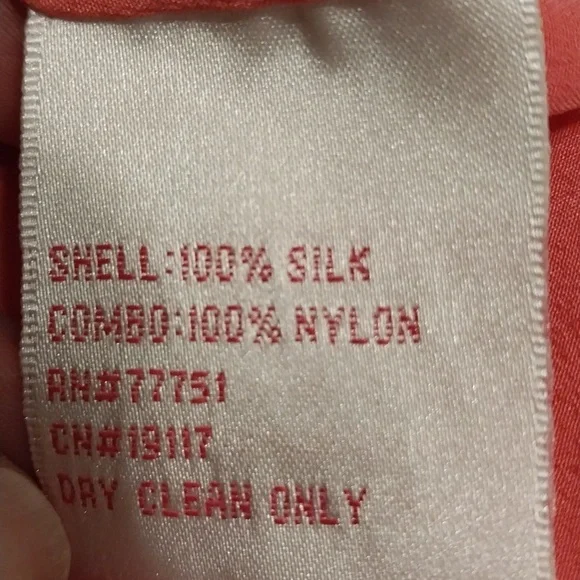 SHELL:100% SILK
COMBO:100% NYLON
RN#77751
CN#19117
DRY CLEAN ONLY